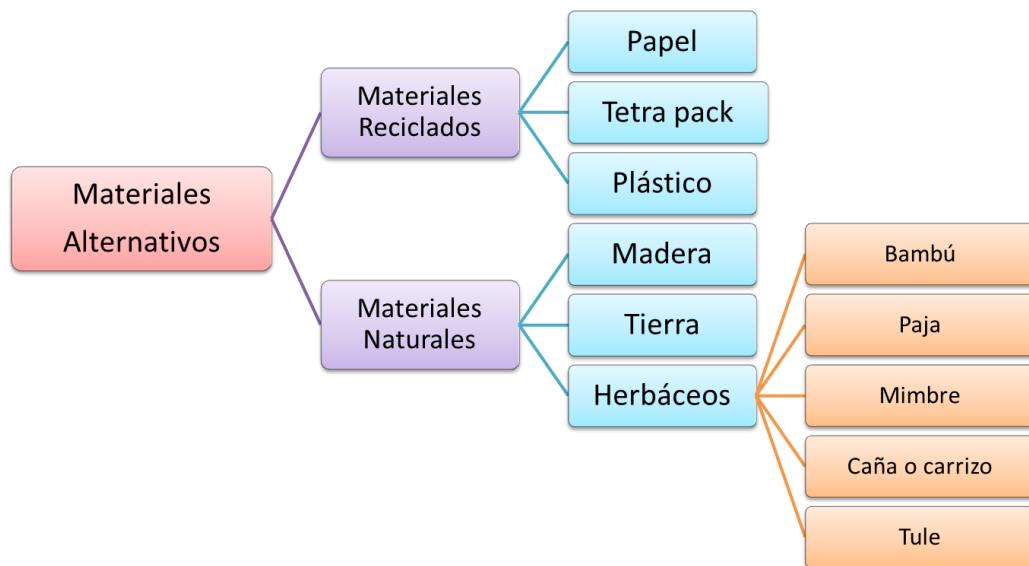 Materiales
Alternativos
Materiales
Reciclados
Papel
Tetra pack
Plástico
Materiales
Naturales
Madera
Tierra
Herbáceos
Bambú
Paja
Mimbre
Caña o carrizo
Tule